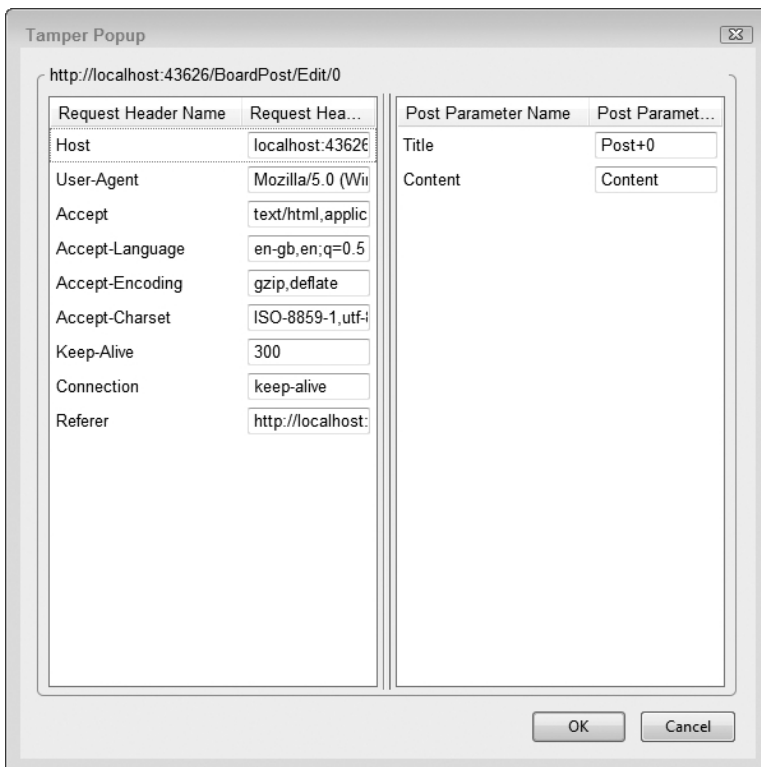 Tamper Popup
http://localhost:43626/BoardPost/Edit/0
Request Header Name Request Hea... Post Parameter Name Post Paramet...
Host localhost:43626 Title Post+0
User-Agent Mozilla/5.0 (Wi Content Content
Accept text/html,applic
Accept-Language en-gb,en;q=0.5
Accept-Encoding gzip,deflate
Accept-Charset ISO-8859-1,utf-8
Keep-Alive 300
Connection keep-alive
Referer http://localhost:
OK Cancel